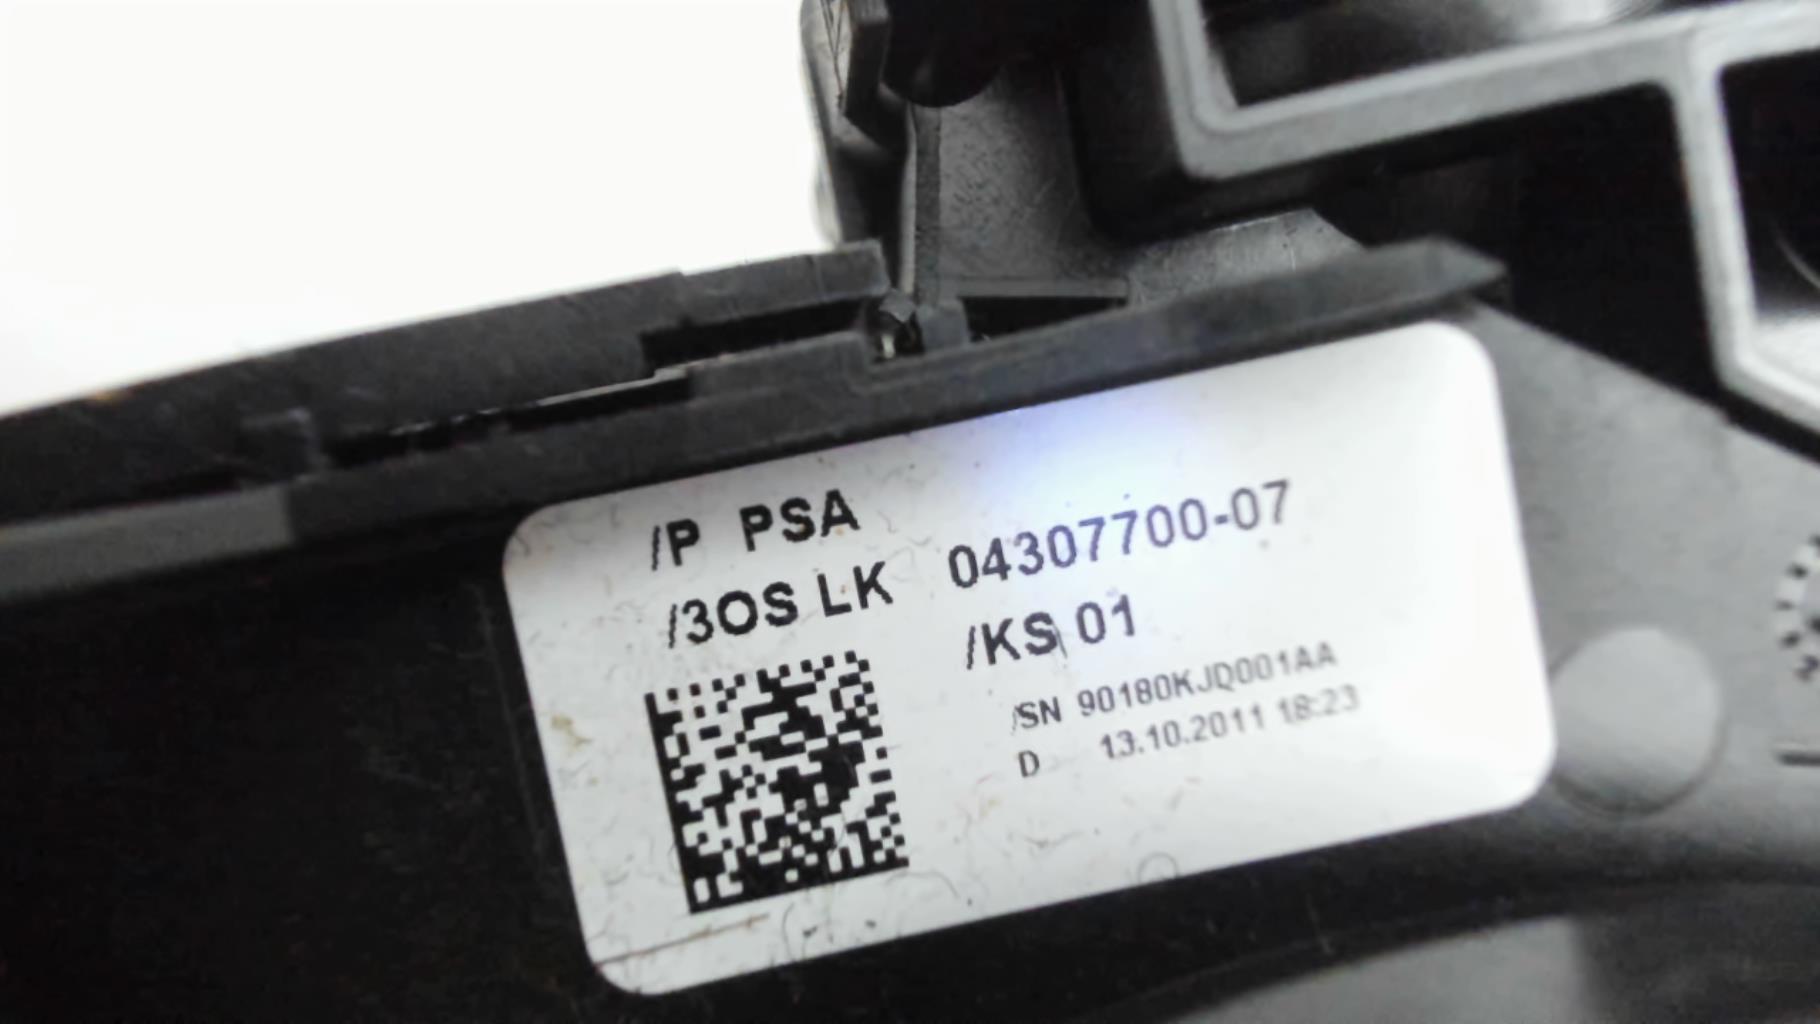 /P PSA
/3OS LK 04307700-07
/KS 01
/SN 90180KJQ001AA
D 13.10.2011 18:23